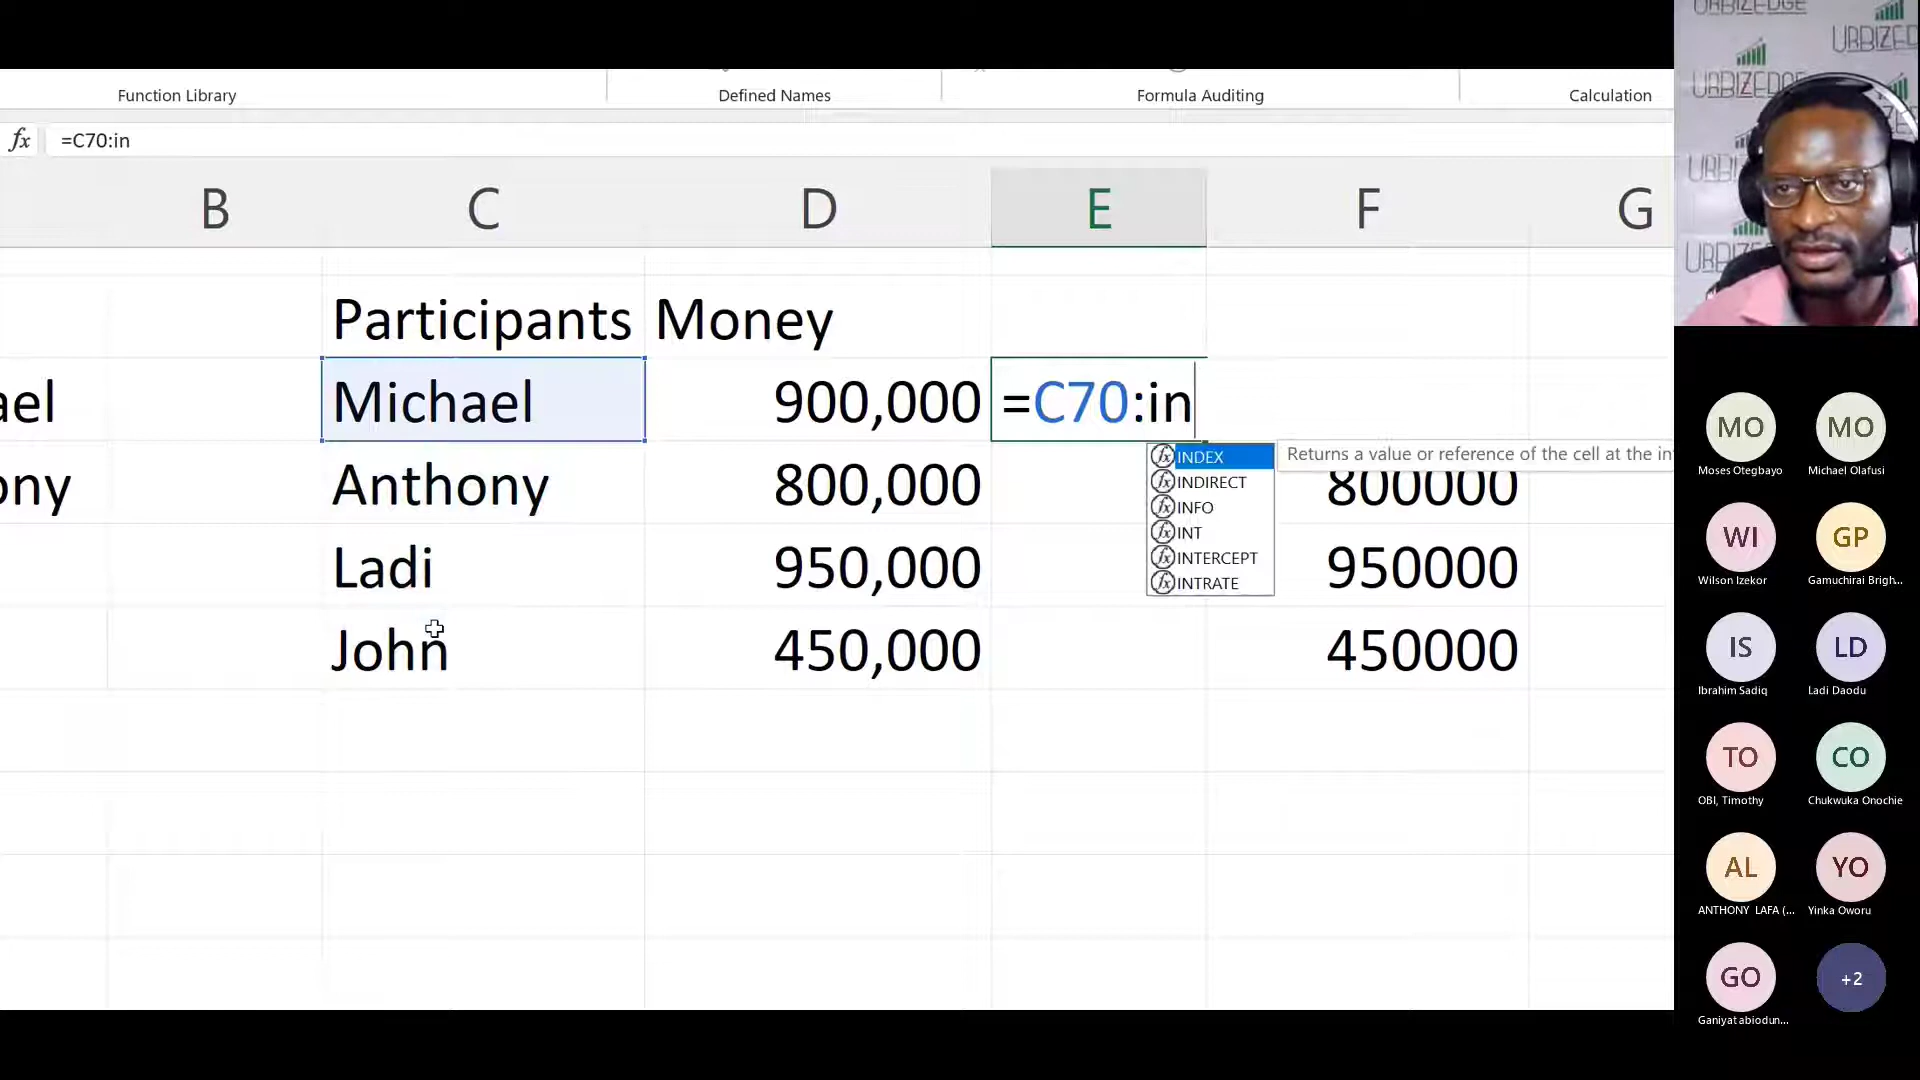 Function Library
Defined Names
Formula Auditing
Calculation
fx =C70:in
B C D E F G
Participants Money
ael Michael 900,000 =C70:in
ony Anthony 800,000 800000
Ladi 950,000 950000
John 450,000 450000
INDEX
Returns a value or reference of the cell at the in
INDIRECT
INFO
INT
INTERCEPT
INTRATE
URBIZEDGE
URBIZED
URBIZEDGE
MO MO
Moses Otegbayo Michael Olafusi
WI GP
Wilson Izekor Gamuchirai Brigh...
IS LD
Ibrahim Sadiq Ladi Daodu
TO CO
OBI, Timothy Chukwuka Onochie
AL YO
ANTHONY LAFA (... Yinka Oworu
GO +2
Ganiyat abiodun...